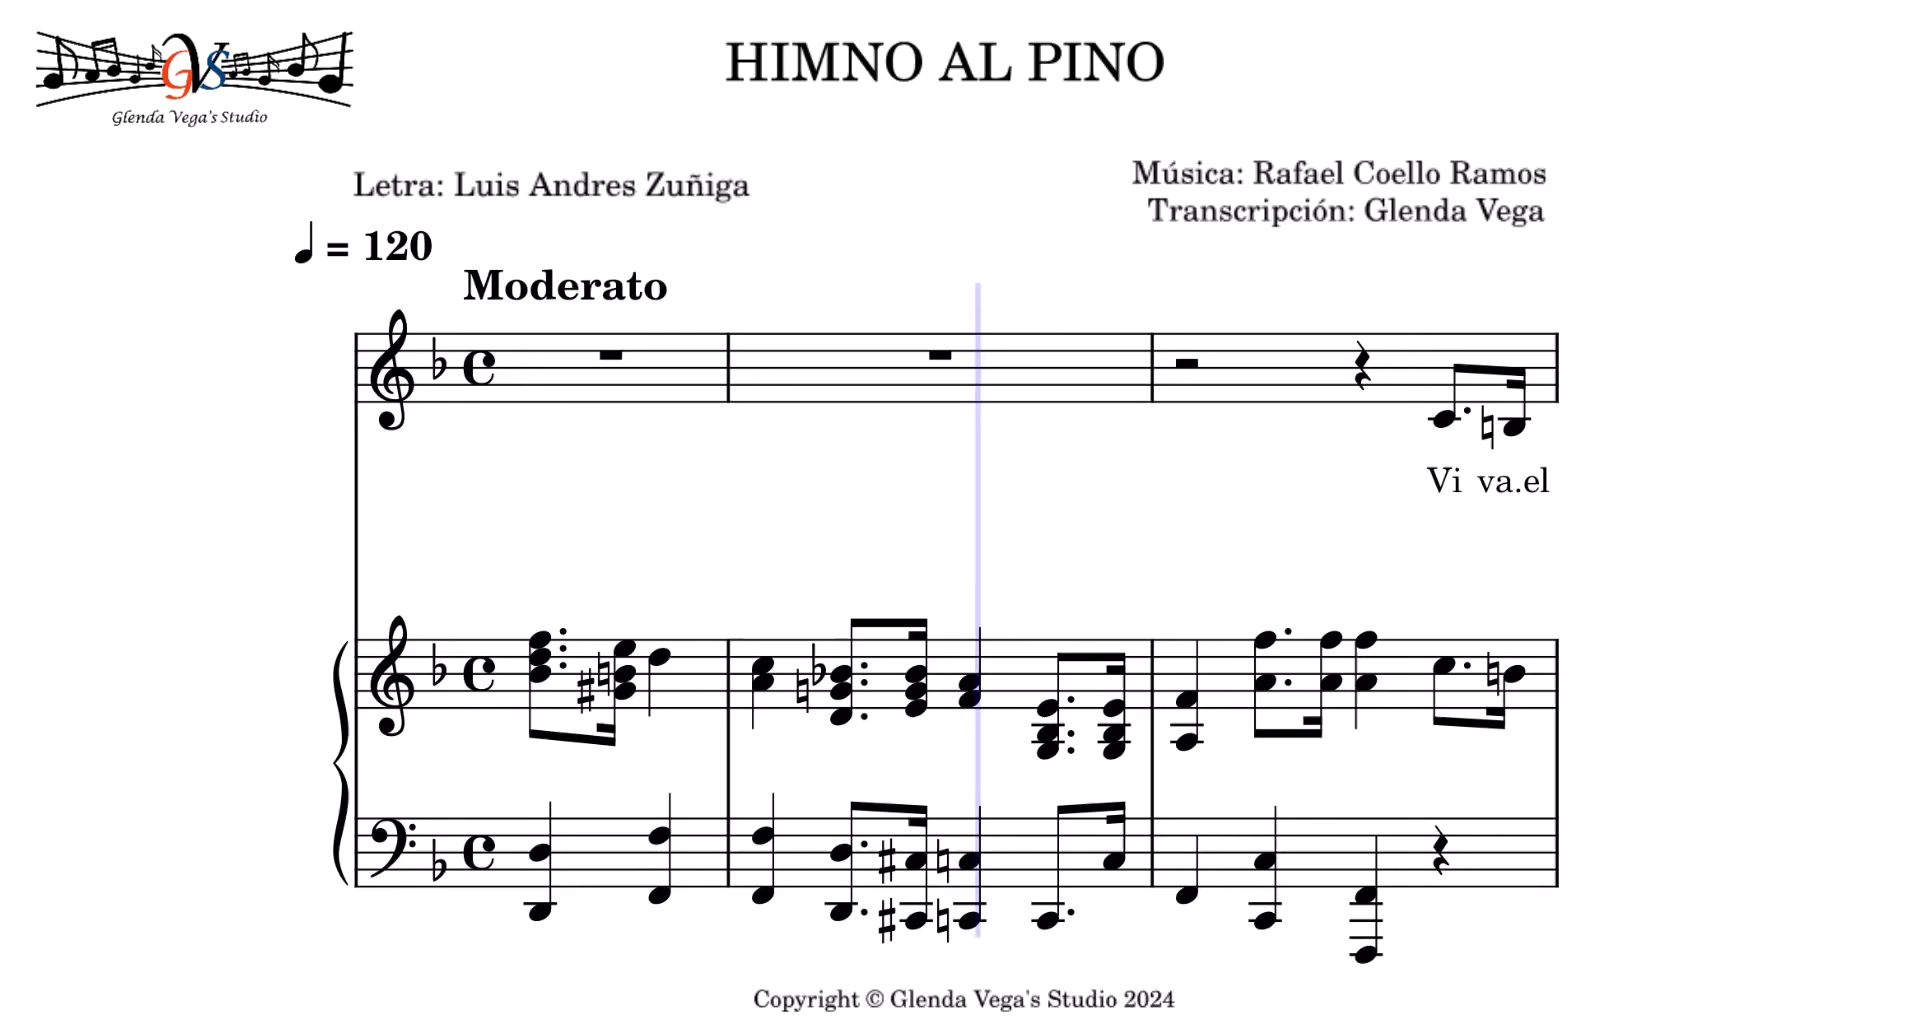 Glenda Vega's Studio
HIMNO AL PINO
Letra: Luis Andres Zuñiga
Música: Rafael Coello Ramos
Transcripción: Glenda Vega
= 120
Moderato
Vi va.el
Copyright © Glenda Vega's Studio 2024